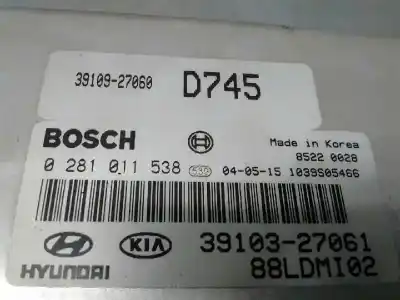 39109-27060 D745
BOSCH Made in Korea
8522 0028
0 281 011 538 04-05-15 1039S05466
KIA 39103-27061
HYUNDAI 88LDMI02